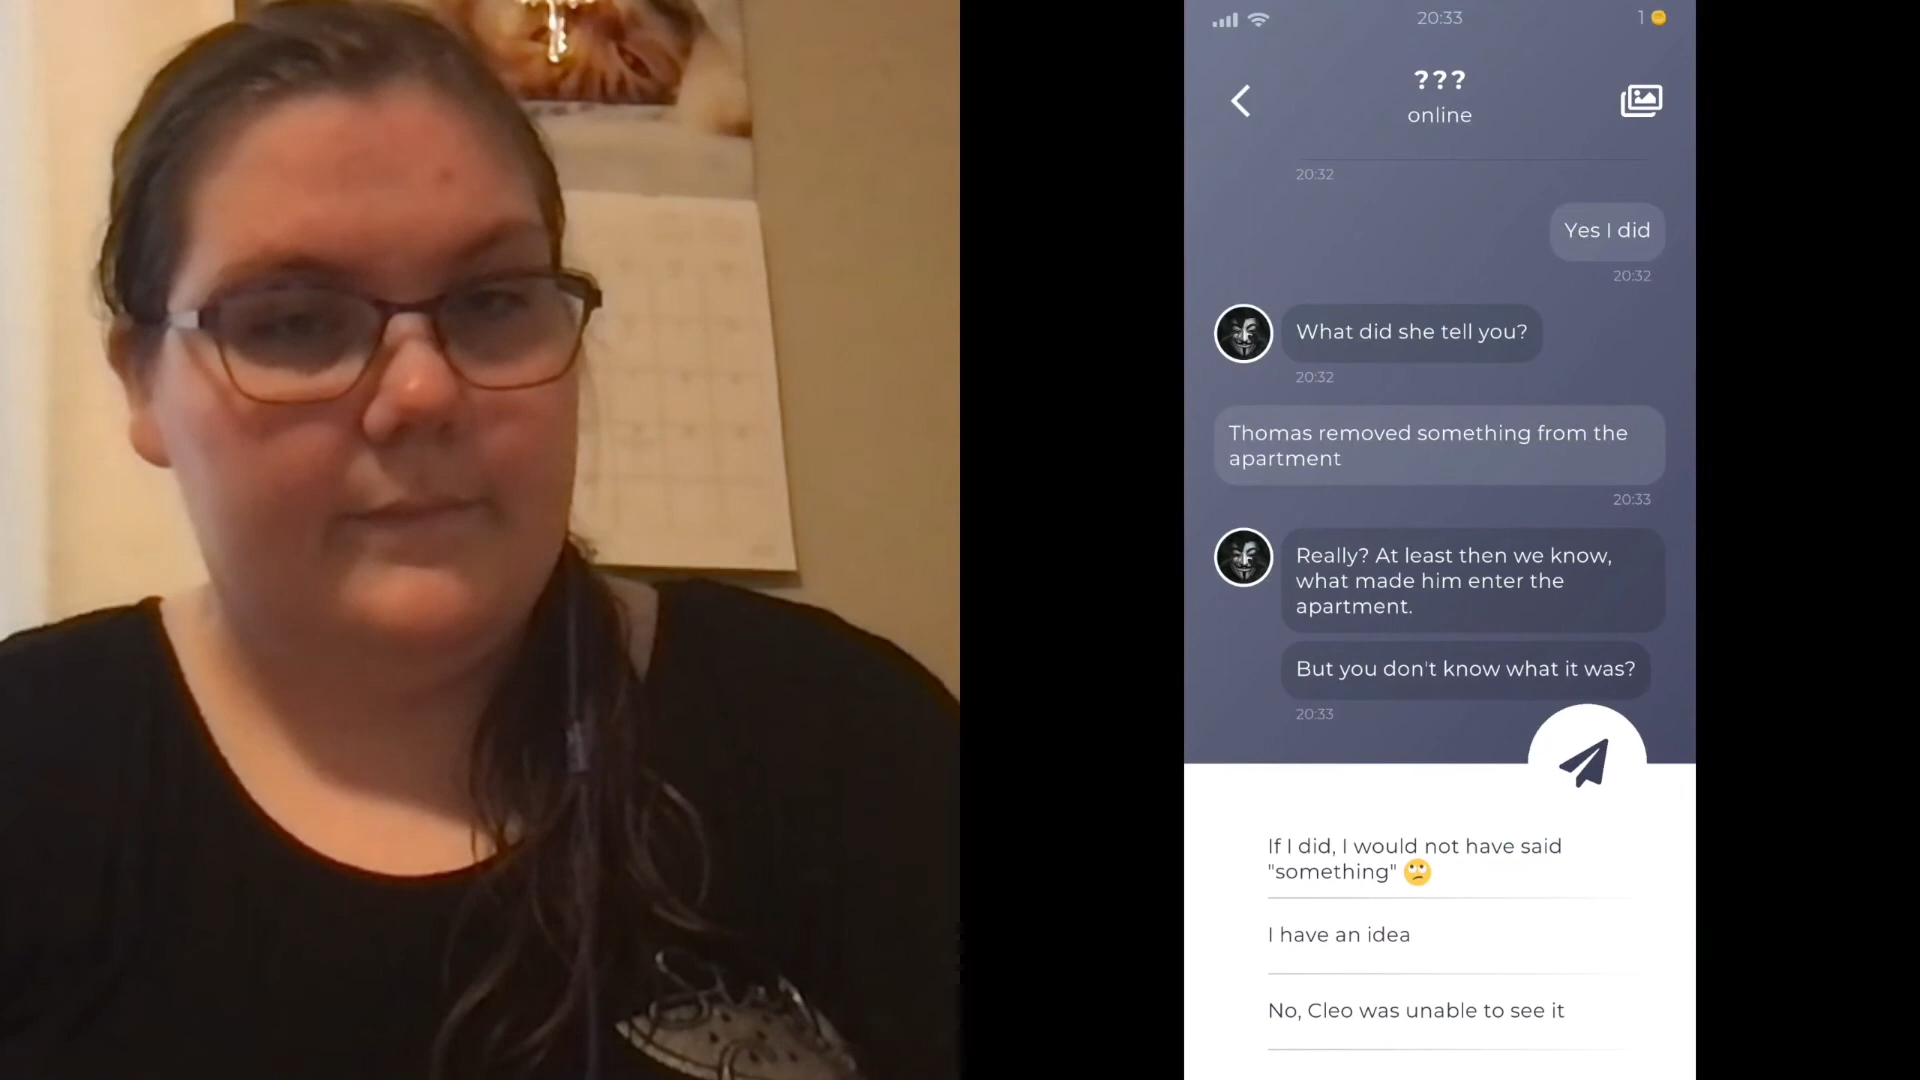 20:33
1
???
online
20:32
Yes I did
20:32
What did she tell you?
20:32
Thomas removed something from the
apartment
20:33
Really? At least then we know,
what made him enter the
apartment.
But you don't know what it was?
20:33
If I did, I would not have said
"something" 🙄
I have an idea
No, Cleo was unable to see it